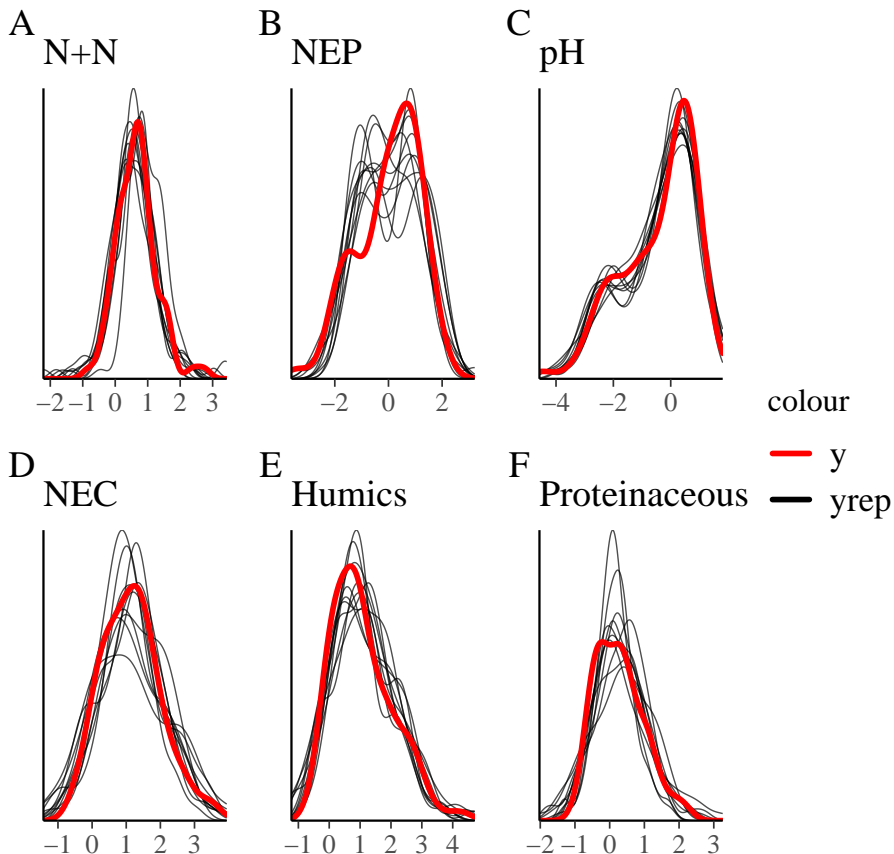 A
N+N
−2 −1 0 1 2 3
B
NEP
−2 0 2
C
pH
−4 −2 0
D
NEC
−1 0 1 2 3
E
Humics
−1 0 1 2 3 4
F
Proteinaceous
−2 −1 0 1 2 3
colour
y
yrep